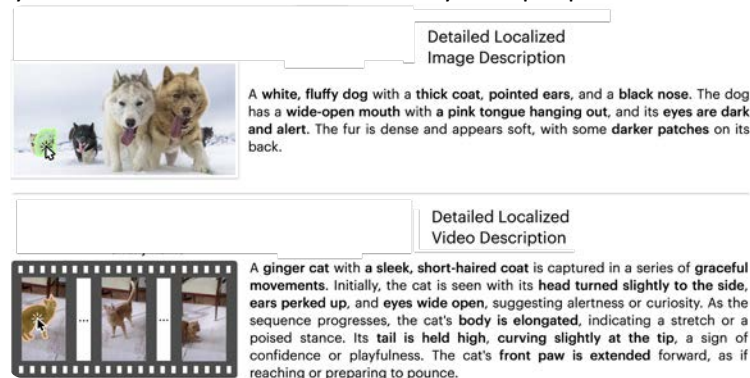 Detailed Localized
Image Description
A white, fluffy dog with a thick coat, pointed ears, and a black nose. The dog
has a wide-open mouth with a pink tongue hanging out, and its eyes are dark
and alert. The fur is dense and appears soft, with some darker patches on its
back.
Detailed Localized
Video Description
A ginger cat with a sleek, short-haired coat is captured in a series of graceful
movements. Initially, the cat is seen with its head turned slightly to the side,
ears perked up, and eyes wide open, suggesting alertness or curiosity. As the
sequence progresses, the cat's body is elongated, indicating a stretch or a
poised stance. Its tail is held high, curving slightly at the tip, a sign of
confidence or playfulness. The cat's front paw is extended forward, as if
reaching or preparing to pounce.